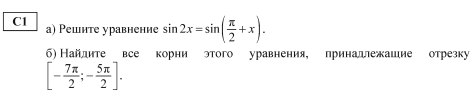 C1
а) Решите уравнение sin 2x = sin(π/2 + x).
б) Найдите все корни этого уравнения, принадлежащие отрезку
[−7π/2; −5π/2].